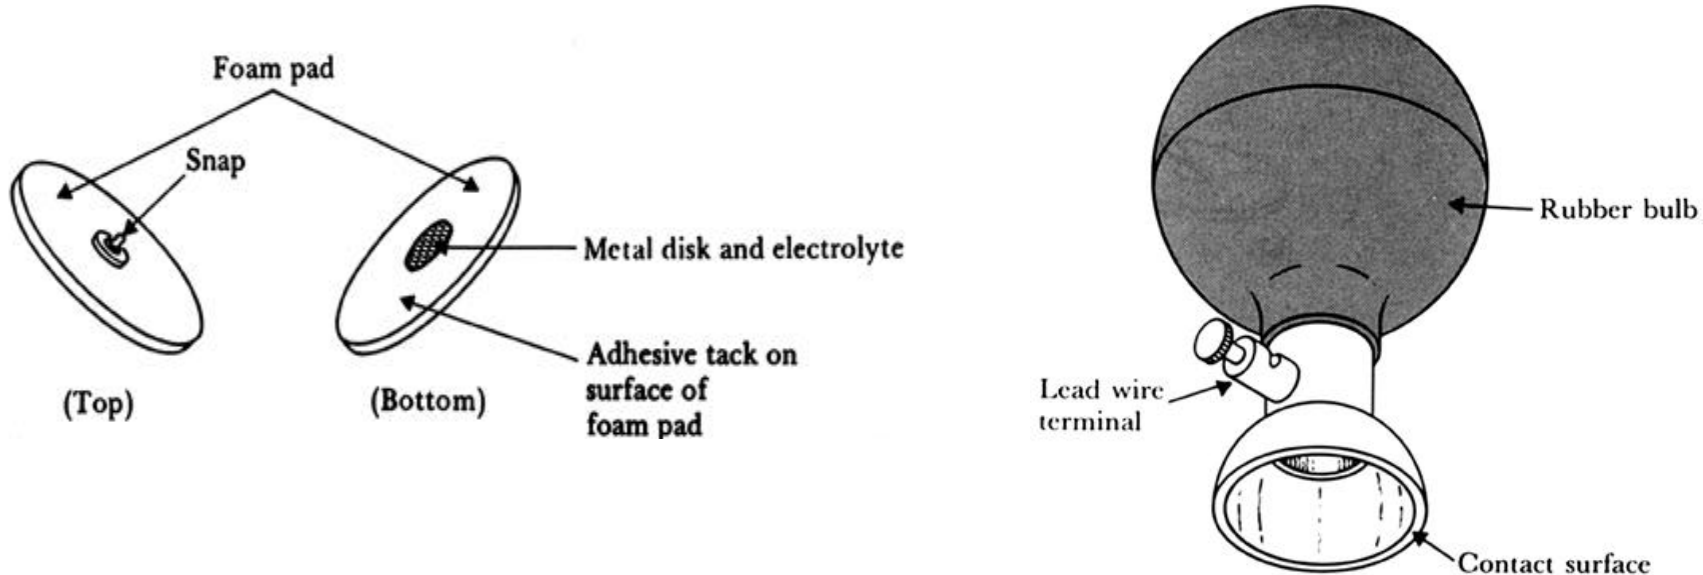 Foam pad
Snap
Metal disk and electrolyte
Adhesive tack on
surface of
foam pad
(Top)
(Bottom)
Rubber bulb
Lead wire
terminal
Contact surface